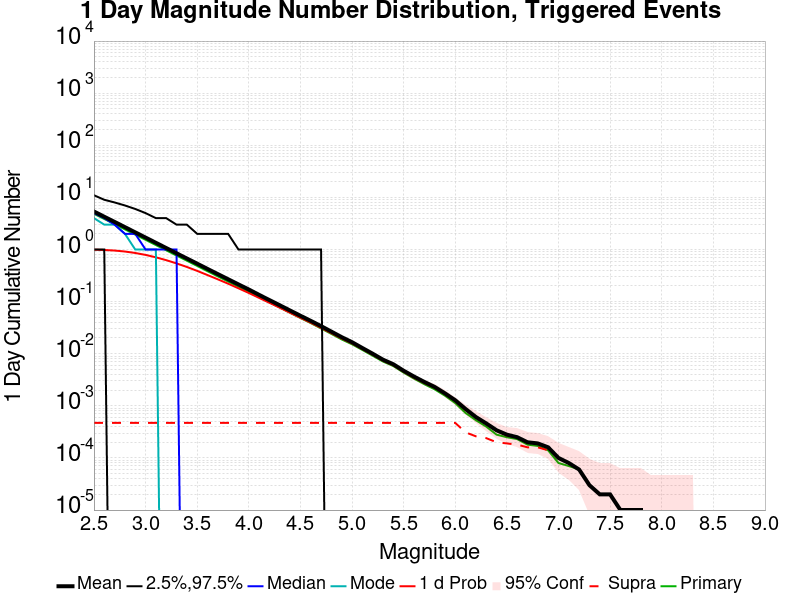 1 Day Magnitude Number Distribution, Triggered Events
10^4
10^3
10^2
10^1
10^0
10^-1
10^-2
10^-3
10^-4
10^-5
1 Day Cumulative Number
2.5 3.0 3.5 4.0 4.5 5.0 5.5 6.0 6.5 7.0 7.5 8.0 8.5 9.0
Magnitude
Mean 2.5%,97.5% Median Mode 1 d Prob 95% Conf Supra Primary